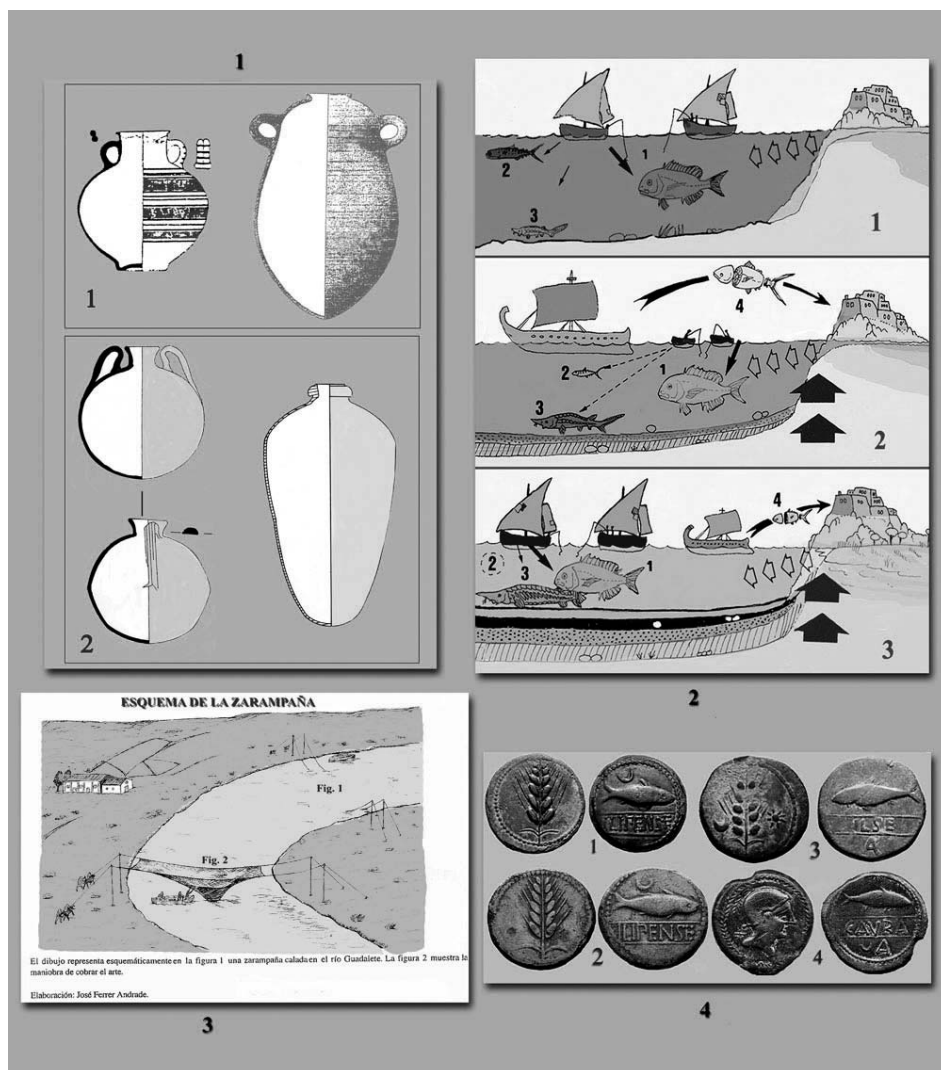 1
1
2
1
2
3
1
4
1
2
3
2
4
2
3
1
3
2
ESQUEMA DE LA ZARAMPAÑA
Fig. 1
Fig. 2
El dibujo representa esquemáticamente en la figura 1 una zarampaña calada en el río Guadalete. La figura 2 muestra la
maniobra de cobrar el arte.
Elaboración: José Ferrer Andrade.
3
ILIPENSE
1
ILSE
A
3
ILIPENSE
2
CAVRA
A
4
4